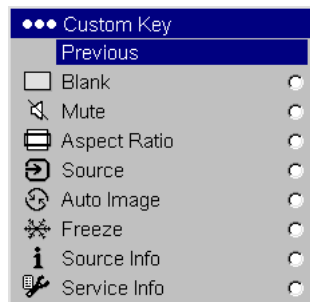 Custom Key
Previous
Blank
Mute
Aspect Ratio
Source
Auto Image
Freeze
Source Info
Service Info